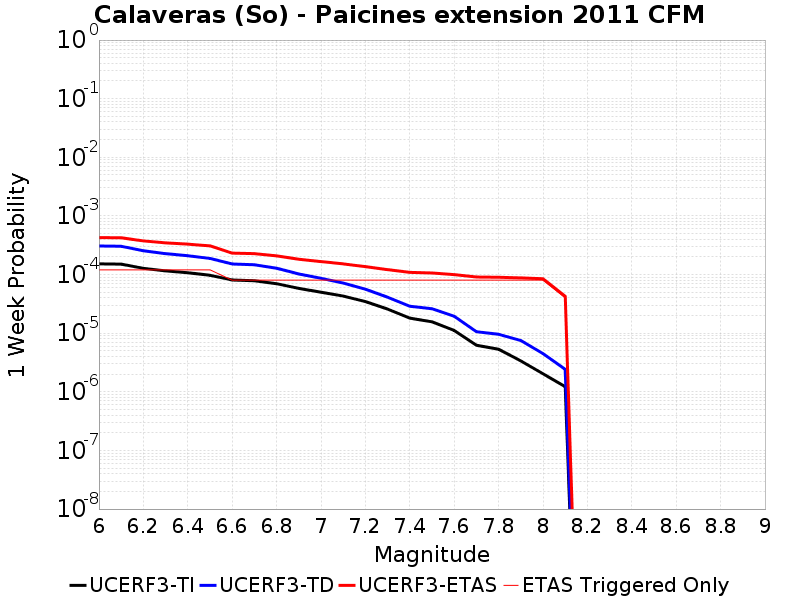 Calaveras (So) - Paicines extension 2011 CFM
1 Week Probability
10^0
10^-1
10^-2
10^-3
10^-4
10^-5
10^-6
10^-7
10^-8
6 6.2 6.4 6.6 6.8 7 7.2 7.4 7.6 7.8 8 8.2 8.4 8.6 8.8 9
Magnitude
UCERF3-TI UCERF3-TD UCERF3-ETAS ETAS Triggered Only